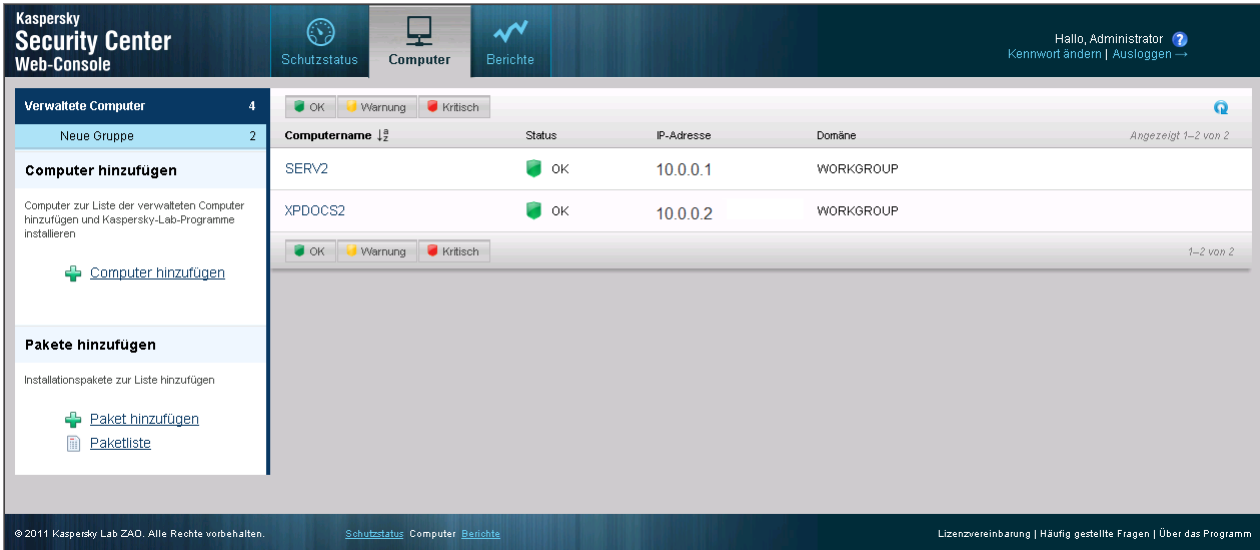 Kaspersky
Security Center
Web-Console
Schutzstatus
Computer
Berichte
Hallo, Administrator ?
Kennwort ändern | Ausloggen →
Verwaltete Computer 4
Neue Gruppe 2
Computer hinzufügen
Computer zur Liste der verwalteten Computer
hinzufügen und Kaspersky-Lab-Programme
installieren
Computer hinzufügen
Pakete hinzufügen
Installationspakete zur Liste hinzufügen
Paket hinzufügen
Paketliste
OK Warnung Kritisch
Computername ↓a z Status IP-Adresse Domäne Angezeigt 1–2 von 2
SERV2 OK 10.0.0.1 WORKGROUP
XPDOCS2 OK 10.0.0.2 WORKGROUP
OK Warnung Kritisch 1–2 von 2
© 2011 Kaspersky Lab ZAO. Alle Rechte vorbehalten. Schutzstatus Computer Berichte Lizenzvereinbarung | Häufig gestellte Fragen | Über das Programm